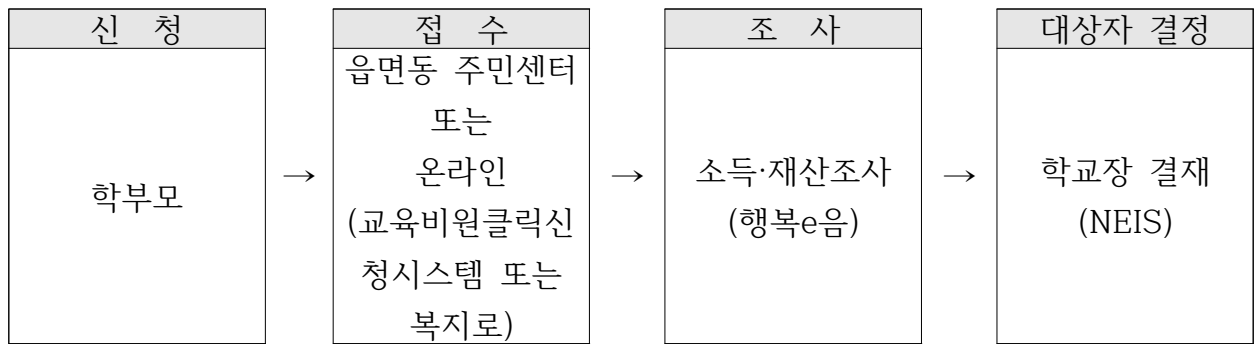 신 청
학부모
→
접 수
읍면동 주민센터
또는
온라인
(교육비원클릭신
청시스템 또는
복지로)
→
조 사
소득·재산조사
(행복e음)
→
대상자 결정
학교장 결재
(NEIS)